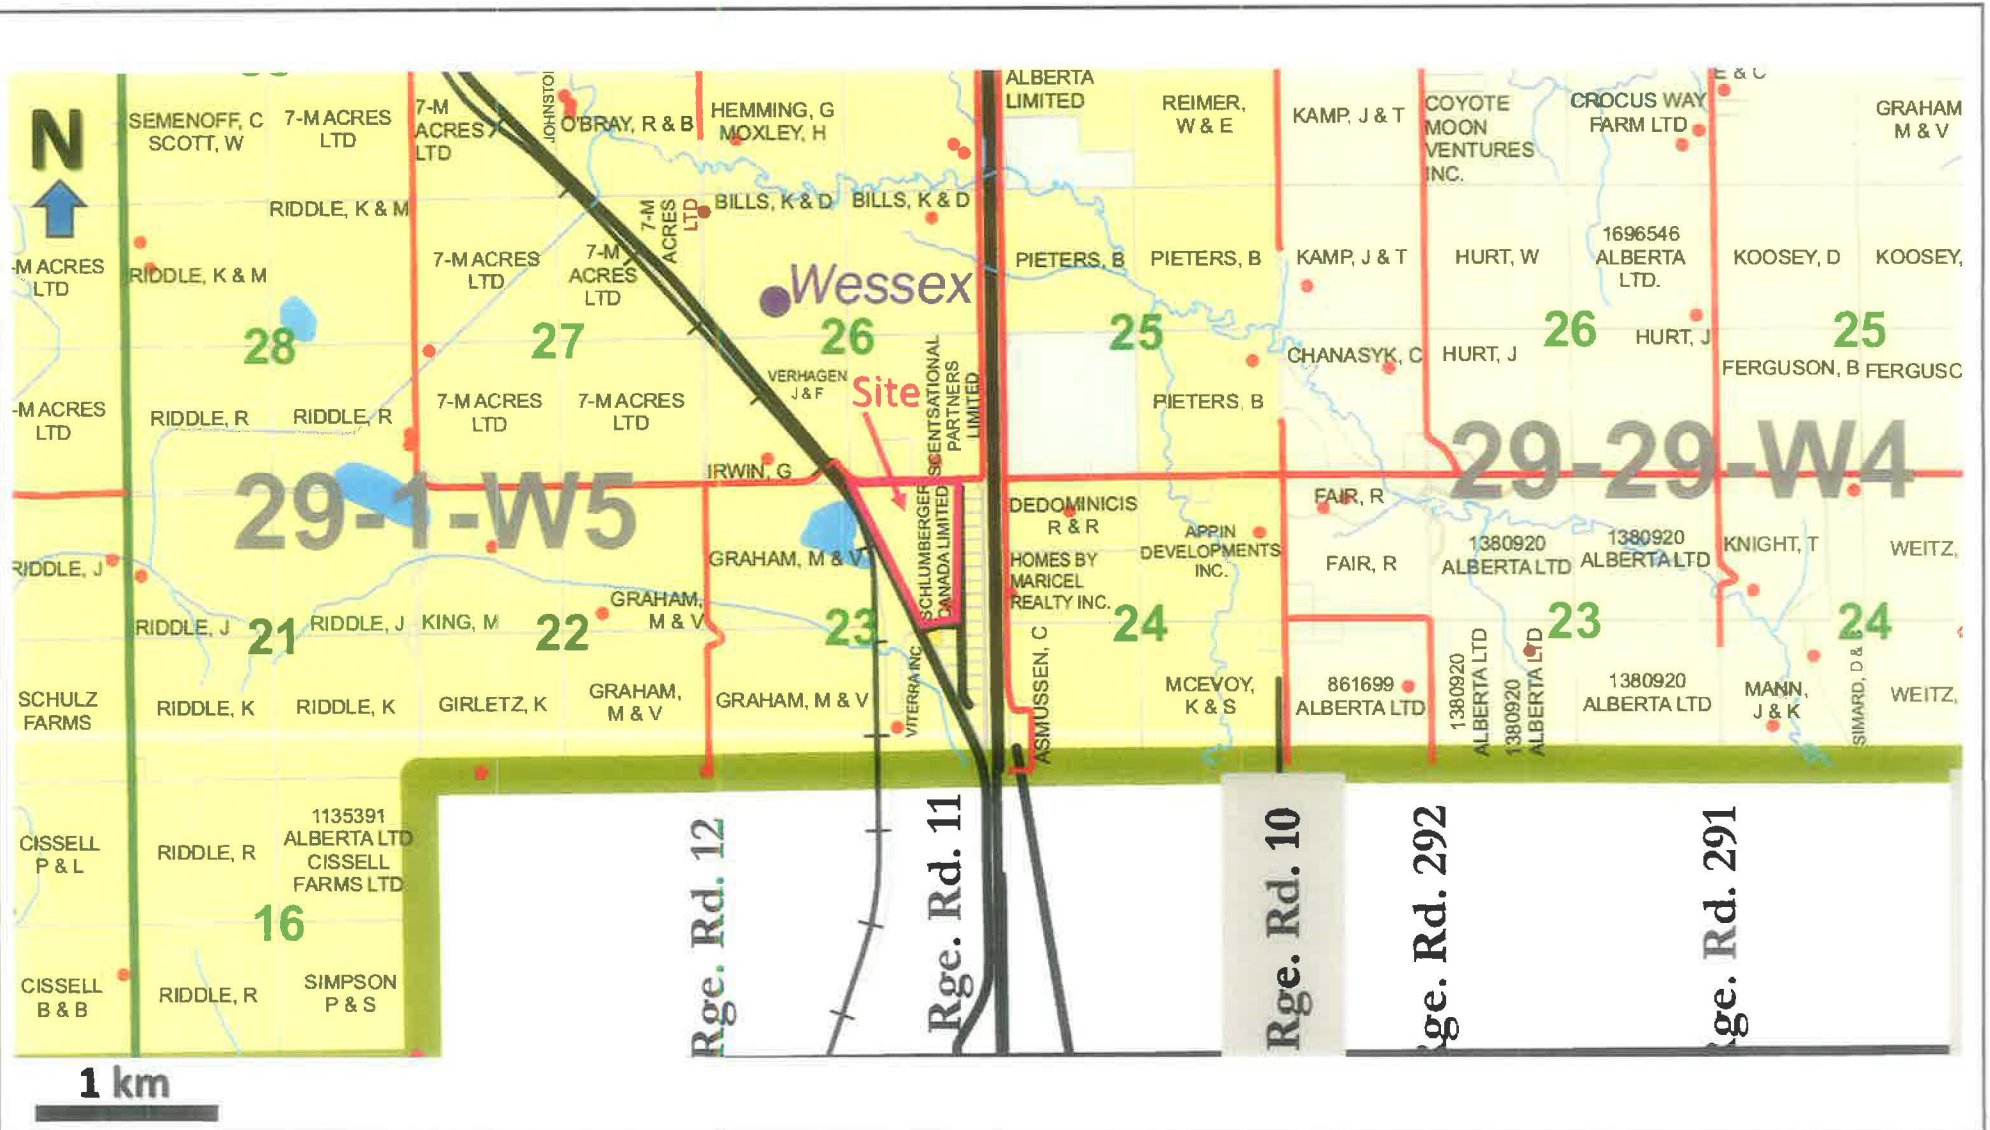 N
SEMENOFF, C
SCOTT, W
7-M ACRES
LTD
7-M
ACRES
LTD
O'BRAY, R & B
HEMMING, G
MOXLEY, H
ALBERTA
LIMITED
REIMER,
W & E
KAMP, J & T
COYOTE
MOON
VENTURES
INC.
CROCUS WAY
FARM LTD
E & C
GRAHAM
M & V
RIDDLE, K & M
7-M
ACRES
LTD
BILLS, K & D
BILLS, K & D
-M ACRES
LTD
RIDDLE, K & M
7-M ACRES
LTD
7-M
ACRES
LTD
Wessex
PIETERS, B
PIETERS, B
KAMP, J & T
HURT, W
1696546
ALBERTA
LTD.
KOOSEY, D
KOOSEY,
28
27
26
25
26
25
HURT, J
CHANASYK, C
HURT, J
FERGUSON, B
FERGUSC
VERHAGEN
J & F
Site
SCENTSATIONAL
PARTNERS
LIMITED
-M ACRES
LTD
RIDDLE, R
RIDDLE, R
7-M ACRES
LTD
7-M ACRES
LTD
PIETERS, B
IRWIN, G
29-1-W5
29-29-W4
SCHLUMBERGER
CANADA LIMITED
DEDOMINICIS
R & R
HOMES BY
MARICEL
REALTY INC.
APPIN
DEVELOPMENTS
INC.
FAIR, R
FAIR, R
1380920
ALBERTA LTD
1380920
ALBERTA LTD
KNIGHT, T
WEITZ,
RIDDLE, J
GRAHAM, M & V
RIDDLE, J
21
RIDDLE, J
KING, M
22
GRAHAM,
M & V
23
24
23
24
SCHULZ
FARMS
RIDDLE, K
RIDDLE, K
GIRLETZ, K
GRAHAM,
M & V
GRAHAM, M & V
VITERRA INC
ASMUSSEN, C
MCEVOY,
K & S
861699
ALBERTA LTD
1380920
ALBERTA LTD
1380920
ALBERTA LTD
1380920
ALBERTA LTD
MANN,
J & K
SIMARD, D &
WEITZ,
CISSELL
P & L
RIDDLE, R
1135391
ALBERTA LTD
CISSELL
FARMS LTD
16
CISSELL
B & B
RIDDLE, R
SIMPSON
P & S
Rge. Rd. 12
Rge. Rd. 11
Rge. Rd. 10
ge. Rd. 292
ge. Rd. 291
1 km